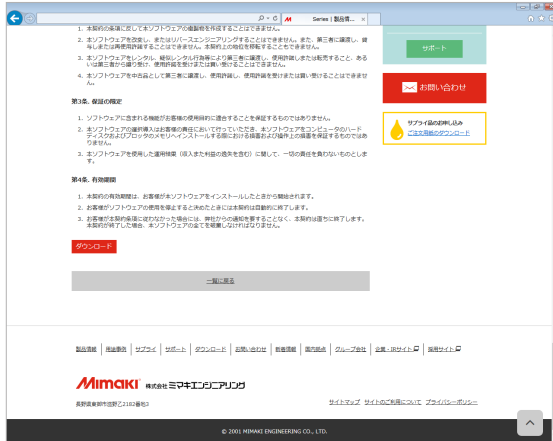 Series | 製品情...
1. 本契約の条項に反して本ソフトウェアの複製物を作成することはできません。
2. 本ソフトウェアを改変し、またはリバースエンジニアリングすることはできません。また、第三者に譲渡し、貸
与しまたは再使用許諾することはできません。本契約上の地位を移転することもできません。
3. 本ソフトウェアをレンタル、疑似レンタル行為等により第三者に譲渡し、使用許諾しまたは転売すること、ある
いは第三者から譲り受け、使用許諾を受けまたは買い受けることはできません。
4. 本ソフトウェアを中古品として第三者に譲渡し、使用許諾し、使用許諾を受けまたは買い受けることはできませ
ん。
サポート
お問い合わせ
サプライ品のお申し込み
ご注文用紙のダウンロード
第3条. 保証の限定
1. ソフトウェアに含まれる機能がお客様の使用目的に適合することを保証するものではありません。
2. 本ソフトウェアの選択導入はお客様の責任において行っていただき、本ソフトウェアをコンピュータのハード
ディスクおよびプロッタのメモリへインストールする際における損害および操作上の損害を保証するものではあ
りません。
3. 本ソフトウェアを使用した運用結果（収入また利益の逸失を含む）に関して、一切の責任を負わないものとしま
す。
第4条. 有効期間
1. 本契約の有効期間は、お客様が本ソフトウェアをインストールしたときから開始されます。
2. お客様がソフトウェアの使用を停止すると決めたときには本契約は自動的に終了します。
3. お客様が本契約条項に従わなかった場合には、弊社からの通知を要することなく、本契約は直ちに終了します。
本契約が終了した場合、本ソフトウェアの全てを破棄しなければなりません。
ダウンロード
一覧に戻る
製品情報 | 用途事例 | サプライ | サポート | ダウンロード | お問い合わせ | 新着情報 | 国内拠点 | グループ会社 | 企業・IRサイト | 採用サイト
Mimaki 株式会社 ミマキエンジニアリング
長野県東御市滋野乙2182番地3
サイトマップ サイトのご利用について プライバシーポリシー
© 2001 MIMAKI ENGINEERING CO., LTD.